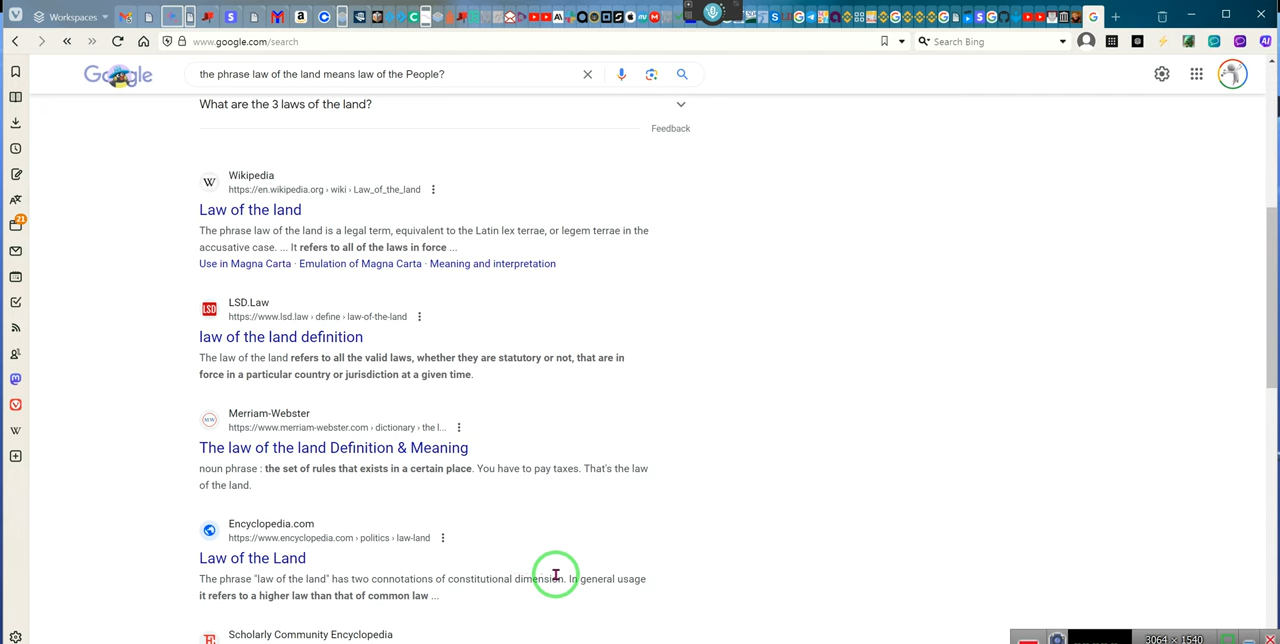 Workspaces
www.google.com/search
Search Bing
21
Google
the phrase law of the land means law of the People?
What are the 3 laws of the land?
Feedback
W
Wikipedia
https://en.wikipedia.org › wiki › Law_of_the_land
Law of the land
The phrase law of the land is a legal term, equivalent to the Latin lex terrae, or legem terrae in the
accusative case. ... It refers to all of the laws in force ...
Use in Magna Carta · Emulation of Magna Carta · Meaning and interpretation
LSD
LSD.Law
https://www.lsd.law › define › law-of-the-land
law of the land definition
The law of the land refers to all the valid laws, whether they are statutory or not, that are in
force in a particular country or jurisdiction at a given time.
Merriam-Webster
https://www.merriam-webster.com › dictionary › the l...
The law of the land Definition & Meaning
noun phrase : the set of rules that exists in a certain place. You have to pay taxes. That's the law
of the land.
Encyclopedia.com
https://www.encyclopedia.com › politics › law-land
Law of the Land
The phrase "law of the land" has two connotations of constitutional dimension. In general usage
it refers to a higher law than that of common law ...
Scholarly Community Encyclopedia
3064 x 1540